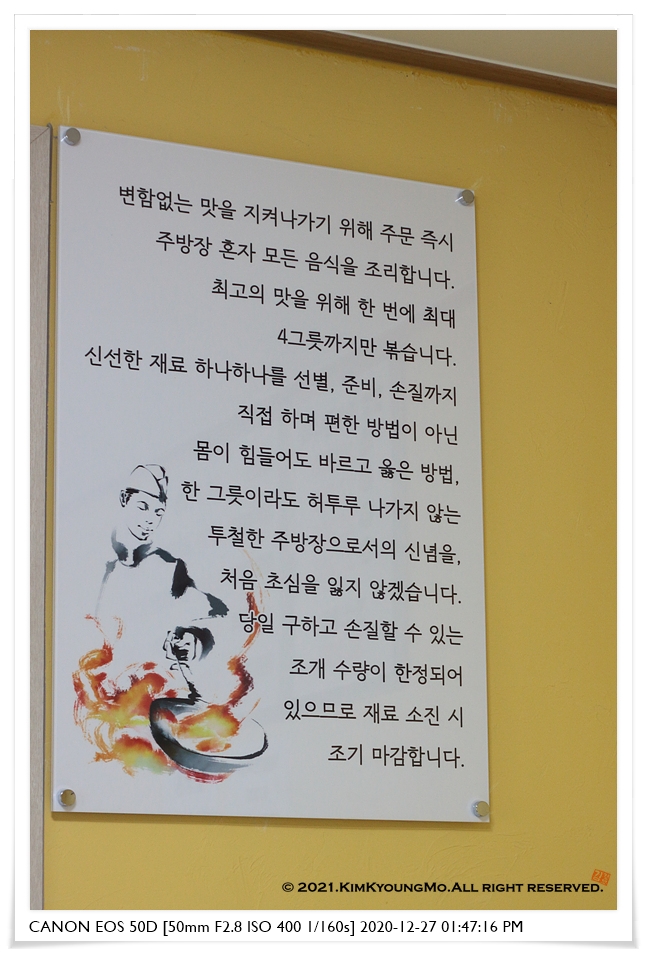 변함없는 맛을 지켜나가기 위해 주문 즉시
주방장 혼자 모든 음식을 조리합니다.
최고의 맛을 위해 한 번에 최대
4그릇까지만 볶습니다.
신선한 재료 하나하나를 선별, 준비, 손질까지
직접 하며 편한 방법이 아닌
몸이 힘들어도 바르고 옳은 방법,
한 그릇이라도 허투루 나가지 않는
투철한 주방장으로서의 신념을,
처음 초심을 잃지 않겠습니다.
당일 구하고 손질할 수 있는
조개 수량이 한정되어
있으므로 재료 소진 시
조기 마감합니다.
© 2021.KimKyoungMo.All right reserved.
CANON EOS 50D [50mm F2.8 ISO 400 1/160s] 2020-12-27 01:47:16 PM